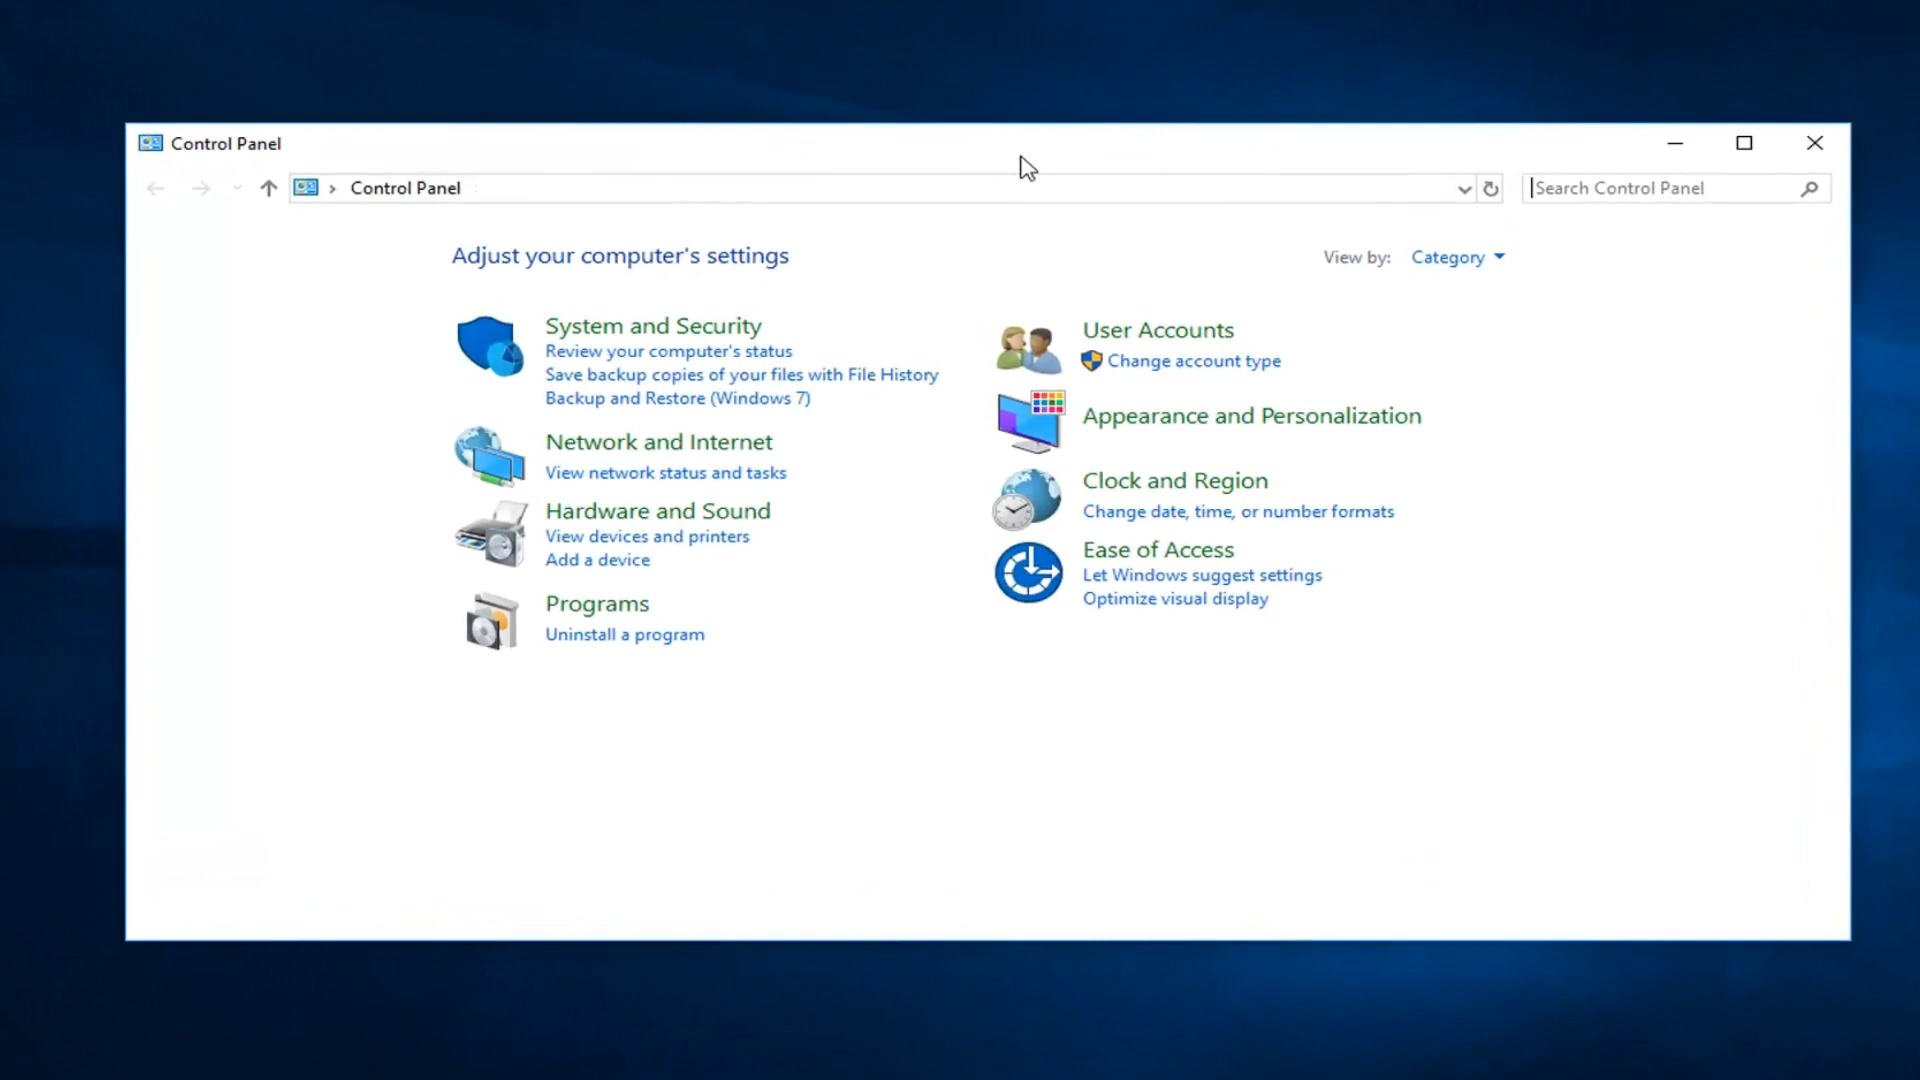 Control Panel
Control Panel
Search Control Panel
Adjust your computer's settings
View by: Category
System and Security
Review your computer's status
Save backup copies of your files with File History
Backup and Restore (Windows 7)
Network and Internet
View network status and tasks
Hardware and Sound
View devices and printers
Add a device
Programs
Uninstall a program
User Accounts
Change account type
Appearance and Personalization
Clock and Region
Change date, time, or number formats
Ease of Access
Let Windows suggest settings
Optimize visual display